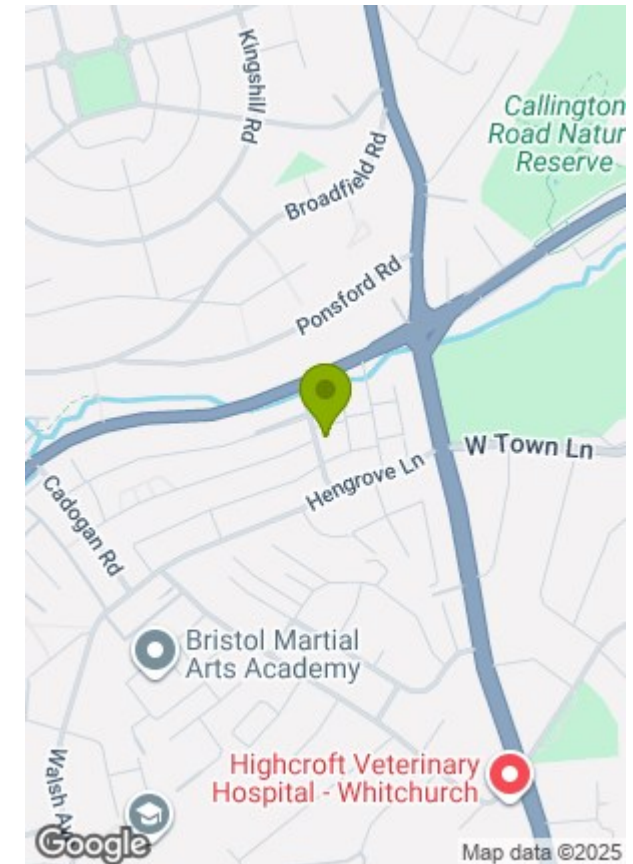 Kingshill Rd
Callington
Road Natur
Reserve
Broadfield Rd
Ponsford Rd
W Town Ln
Hengrove Ln
Cadogan Rd
Bristol Martial
Arts Academy
Walsh Av
Highcroft Veterinary
Hospital - Whitchurch
Google
Map data ©2025